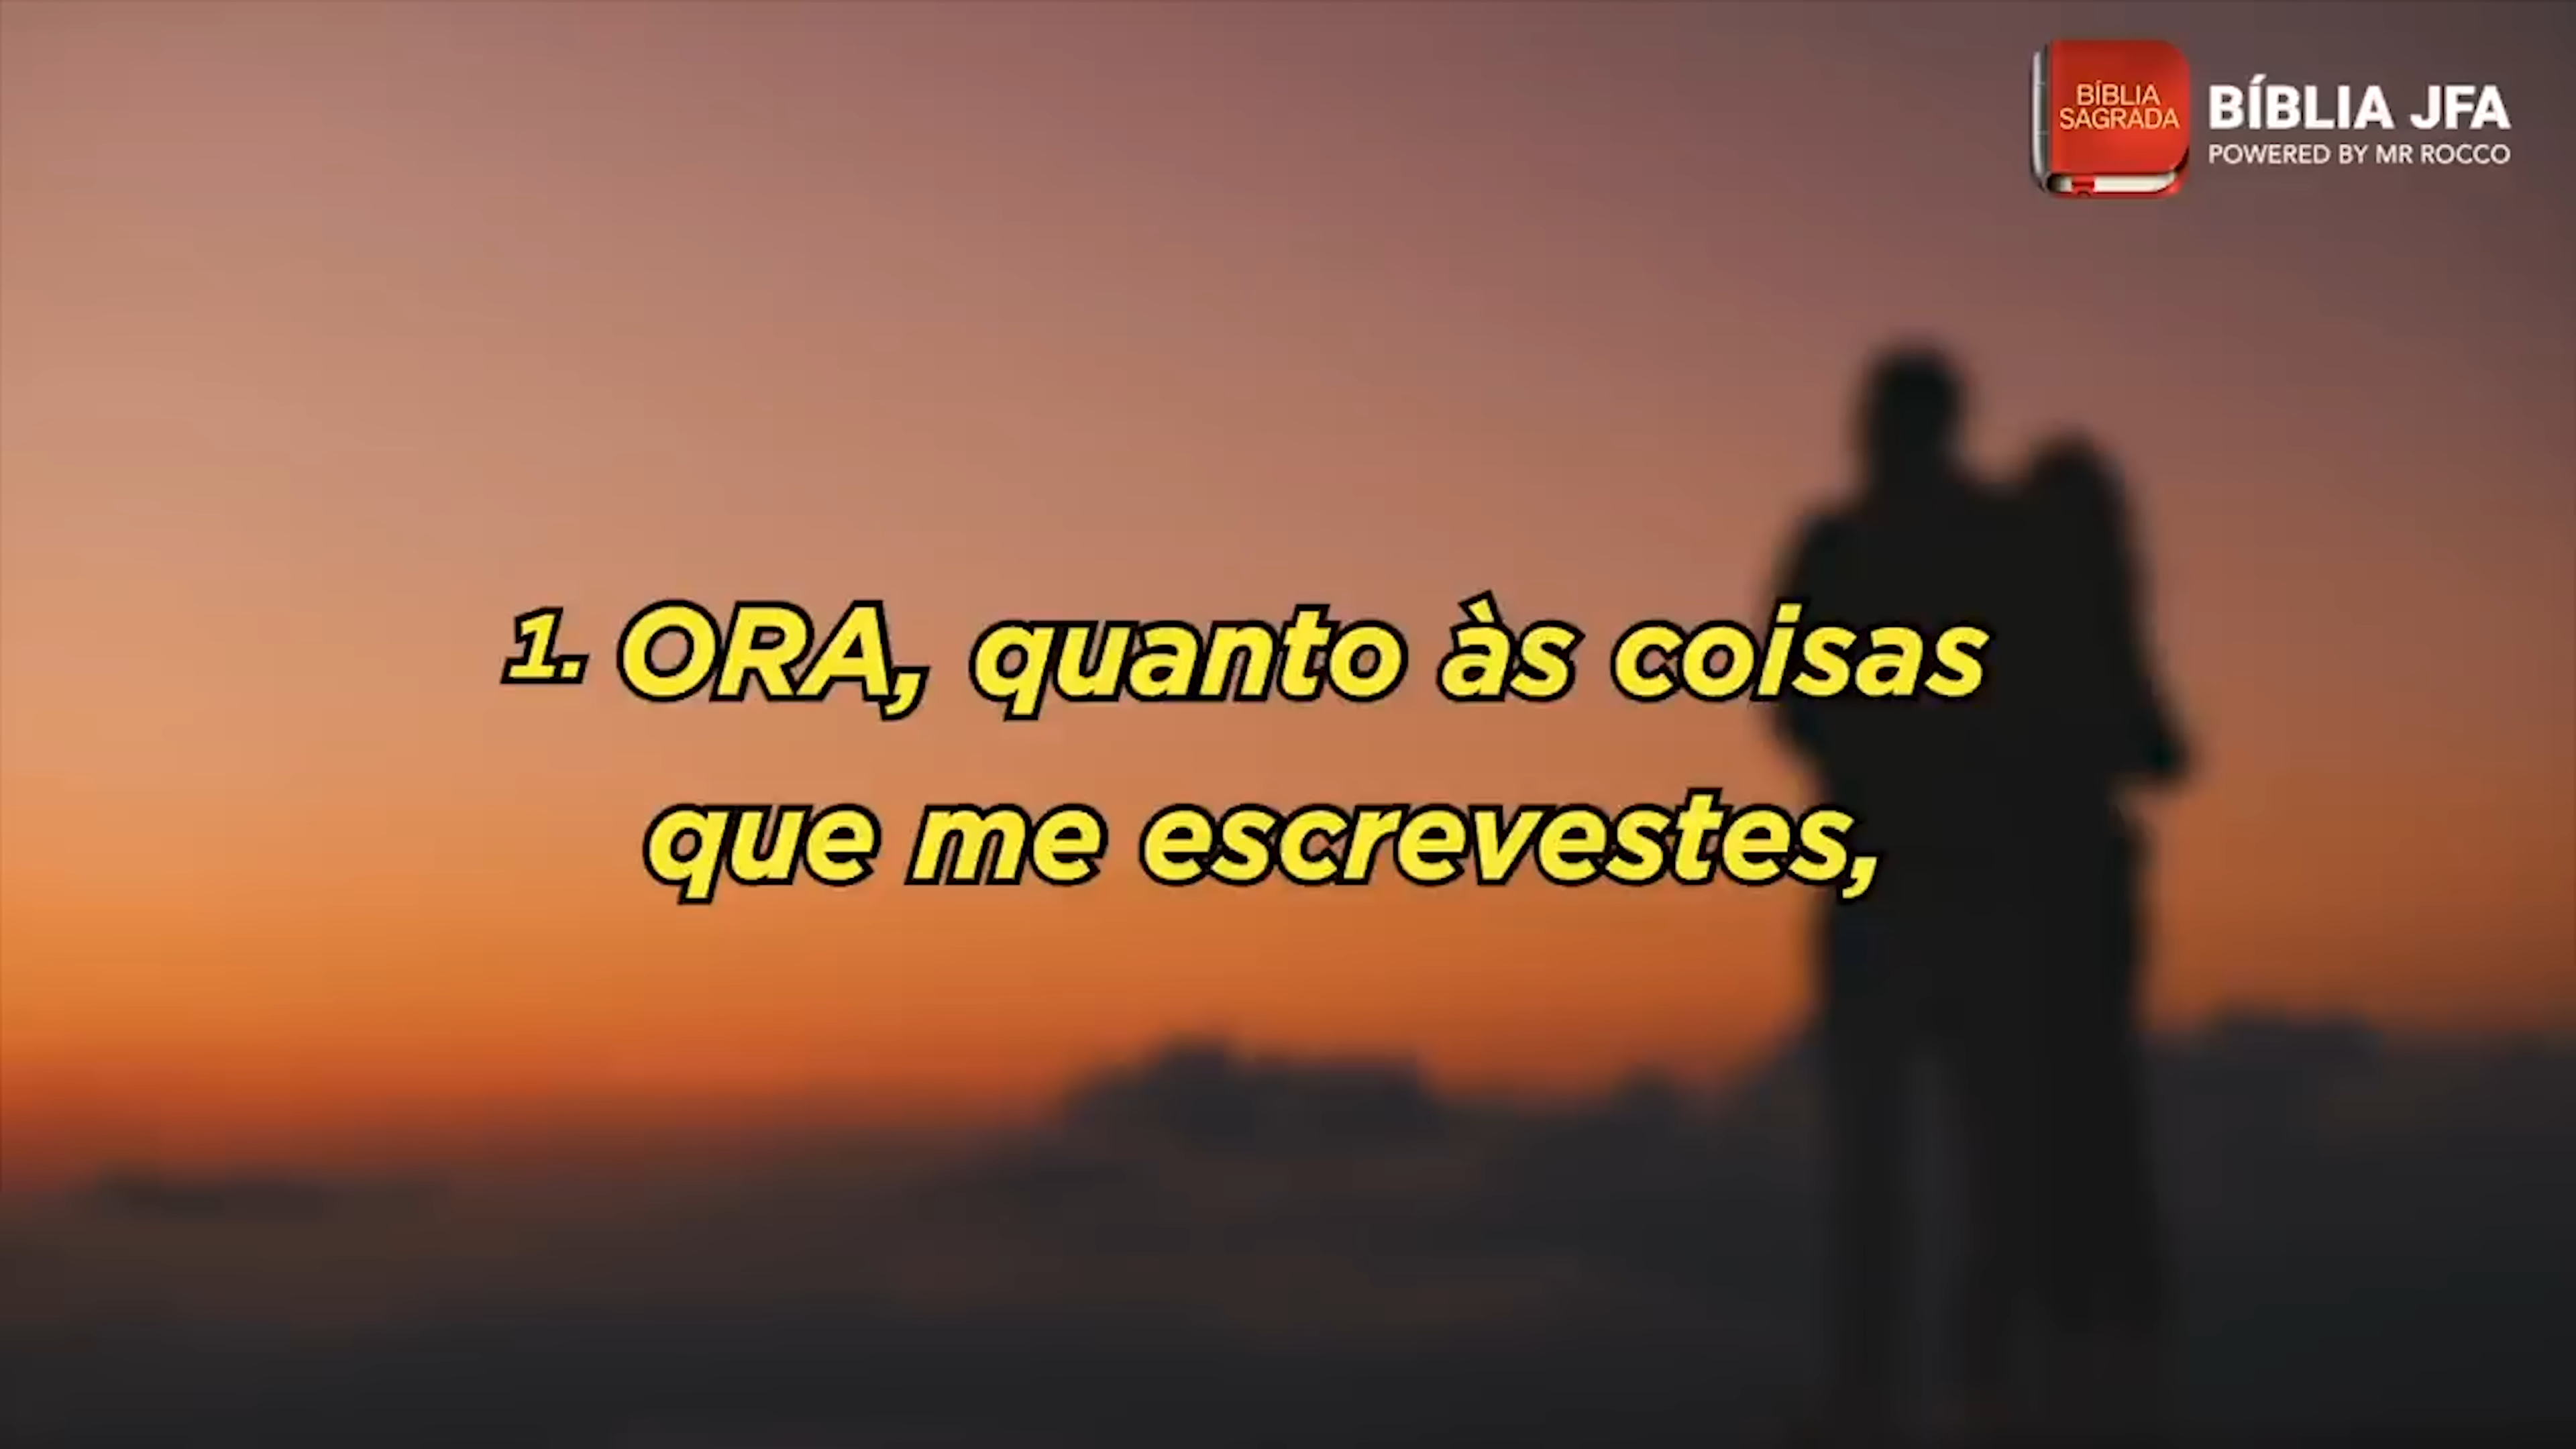 BÍBLIA
SAGRADA
BÍBLIA JFA
POWERED BY MR ROCCO
1. ORA, quanto às coisas
que me escrevestes,